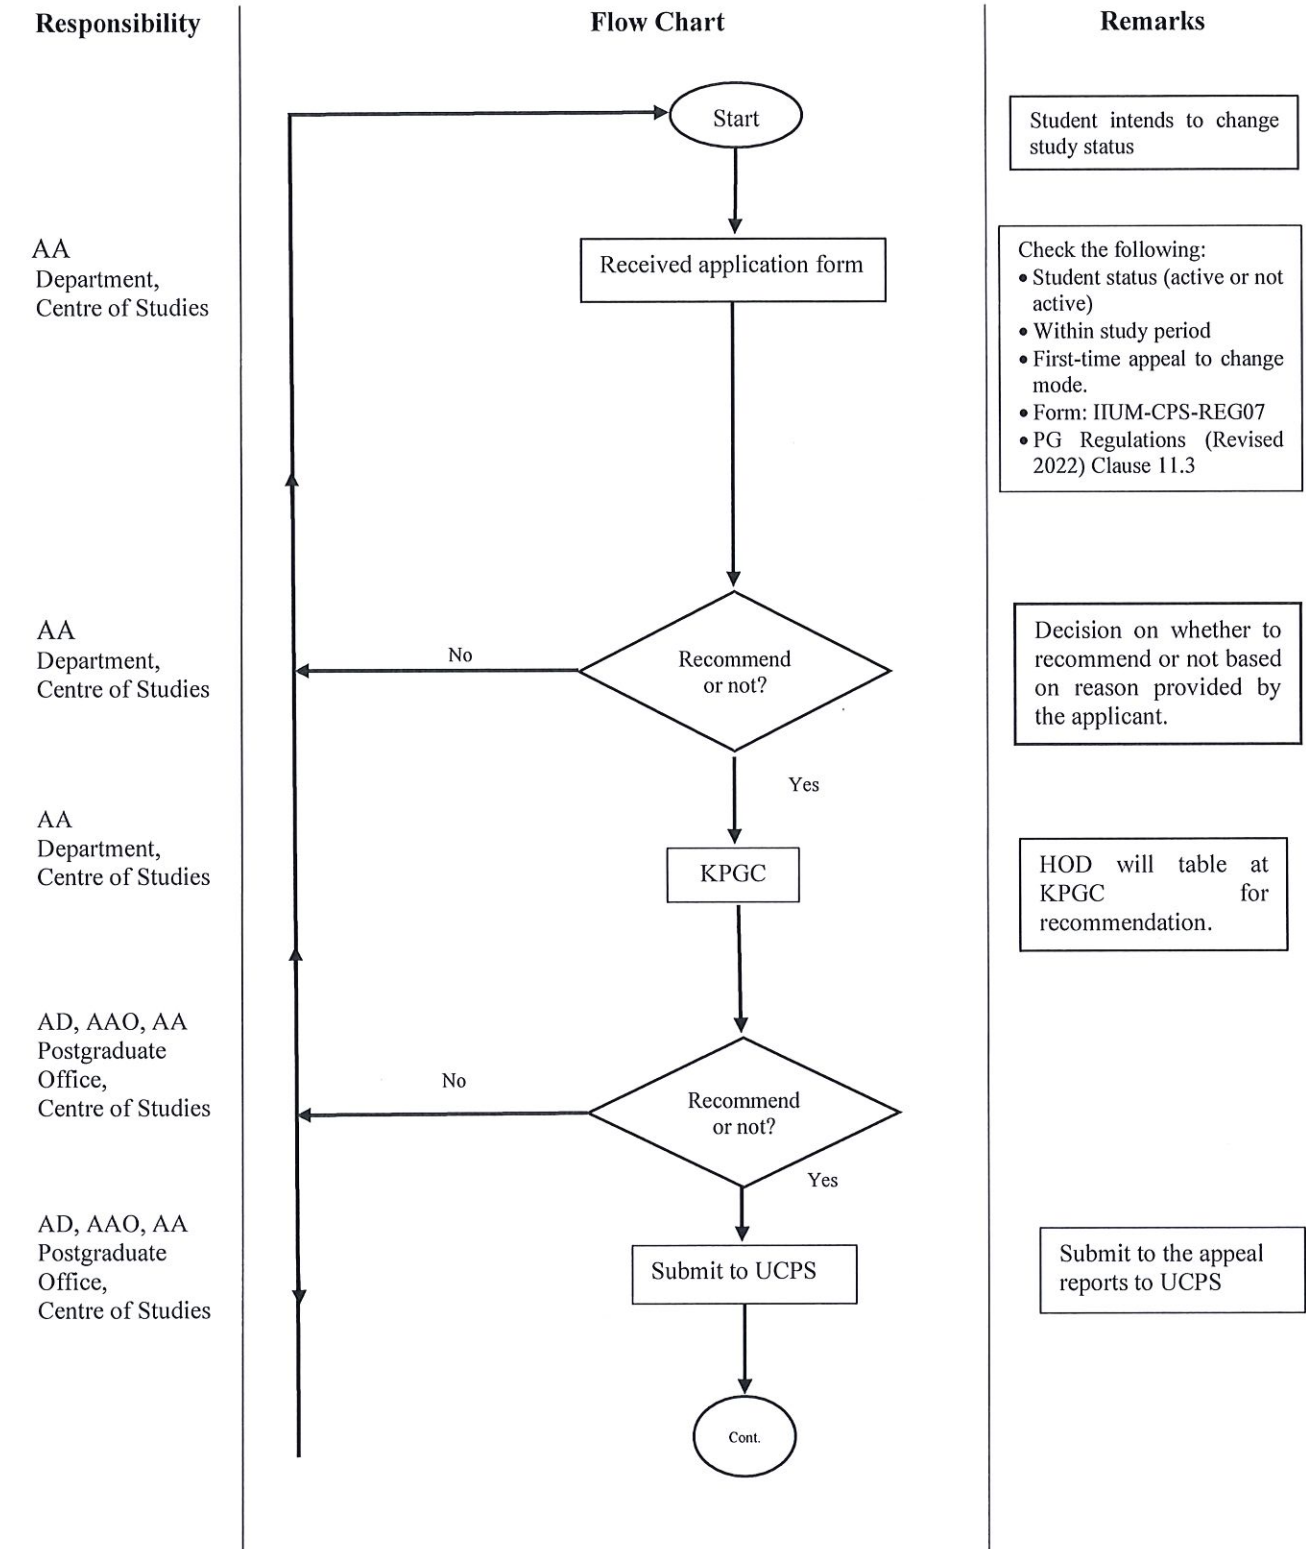 Responsibility
Flow Chart
Remarks
Start
Student intends to change
study status
AA
Department,
Centre of Studies
Received application form
Check the following:
• Student status (active or not
active)
• Within study period
• First-time appeal to change
mode.
• Form: IIUM-CPS-REG07
• PG Regulations (Revised
2022) Clause 11.3
AA
Department,
Centre of Studies
No
Recommend
or not?
Decision on whether to
recommend or not based
on reason provided by
the applicant.
Yes
AA
Department,
Centre of Studies
KPGC
HOD will table at
KPGC for
recommendation.
AD, AAO, AA
Postgraduate
Office,
Centre of Studies
No
Recommend
or not?
Yes
AD, AAO, AA
Postgraduate
Office,
Centre of Studies
Submit to UCPS
Submit to the appeal
reports to UCPS
Cont.